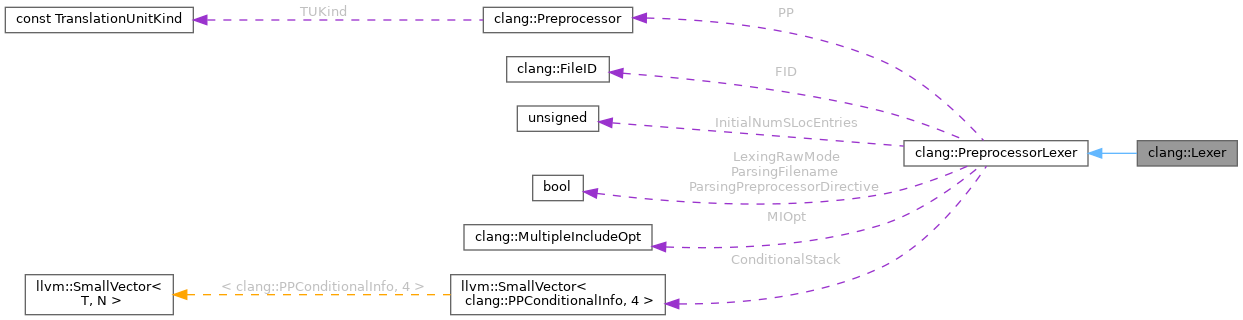 const TranslationUnitKind
TUKind
clang::Preprocessor
PP
clang::FileID
FID
unsigned
InitialNumSLocEntries
clang::PreprocessorLexer
clang::Lexer
LexingRawMode
ParsingFilename
ParsingPreprocessorDirective
bool
MIOpt
clang::MultipleIncludeOpt
ConditionalStack
llvm::SmallVector<
T, N >
< clang::PPConditionalInfo, 4 >
llvm::SmallVector<
clang::PPConditionalInfo, 4 >